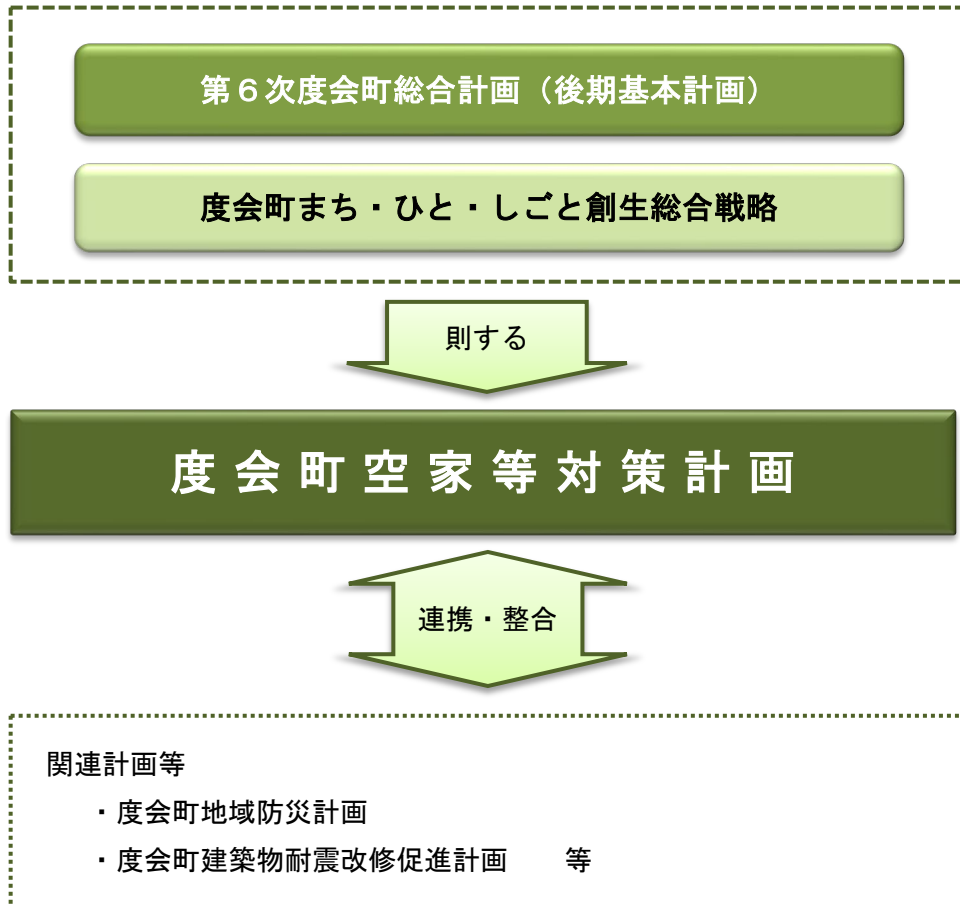 第６次度会町総合計画（後期基本計画）
度会町まち・ひと・しごと創生総合戦略
則する
度会町空家等対策計画
連携・整合
関連計画等
・度会町地域防災計画
・度会町建築物耐震改修促進計画　　等